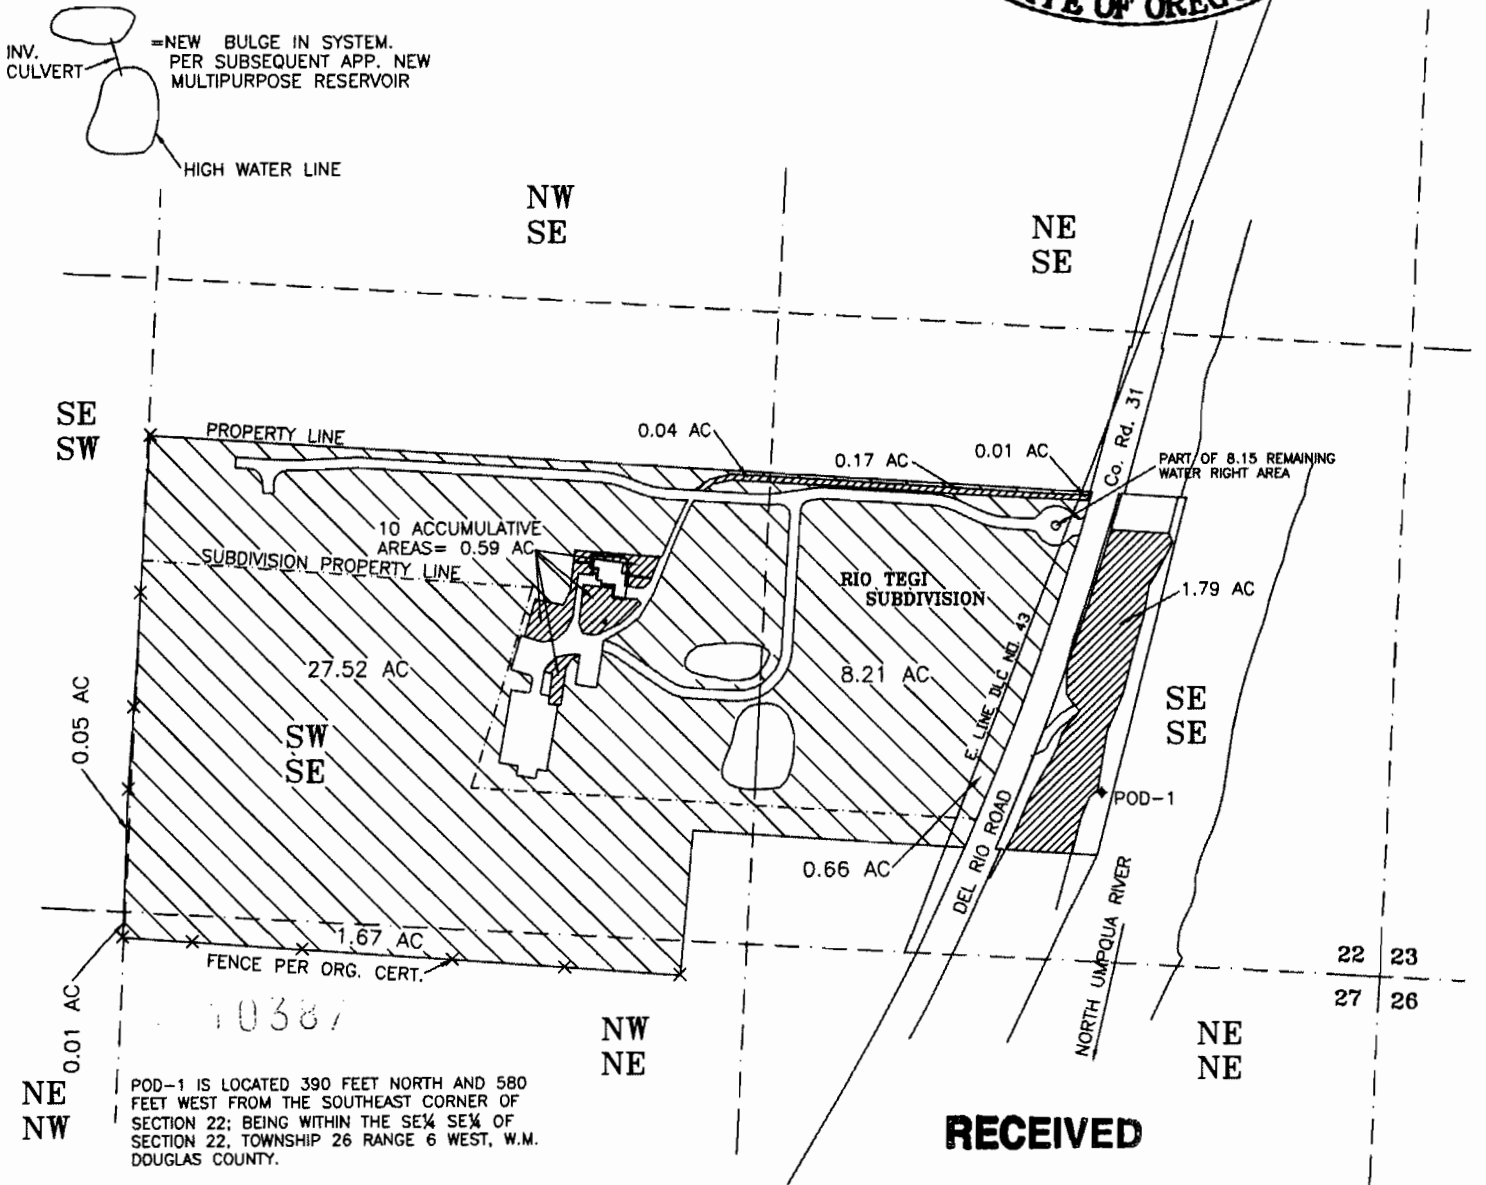 OF OREG
INV.
CULVERT
=NEW BULGE IN SYSTEM.
PER SUBSEQUENT APP. NEW
MULTIPURPOSE RESERVOIR
HIGH WATER LINE
NW
SE
NE
SE
SE
SW
PROPERTY LINE
0.04 AC
0.17 AC
0.01 AC
Co. Rd. 31
PART OF 8.15 REMAINING
WATER RIGHT AREA
10 ACCUMULATIVE
AREAS= 0.59 AC
SUBDIVISION PROPERTY LINE
RIO TEGI
SUBDIVISION
1.79 AC
27.52 AC
8.21 AC
E. LINE DLC NO. 43
SE
SE
0.05 AC
SW
SE
POD-1
DEL RIO ROAD
0.66 AC
NORTH UMPQUA RIVER
1.67 AC
FENCE PER ORG. CERT.
22 23
27 26
10387
0.01 AC
NW
NE
NE
NE
NE
NW
POD-1 IS LOCATED 390 FEET NORTH AND 580
FEET WEST FROM THE SOUTHEAST CORNER OF
SECTION 22; BEING WITHIN THE SE¼ SE¼ OF
SECTION 22, TOWNSHIP 26 RANGE 6 WEST, W.M.
DOUGLAS COUNTY.
RECEIVED